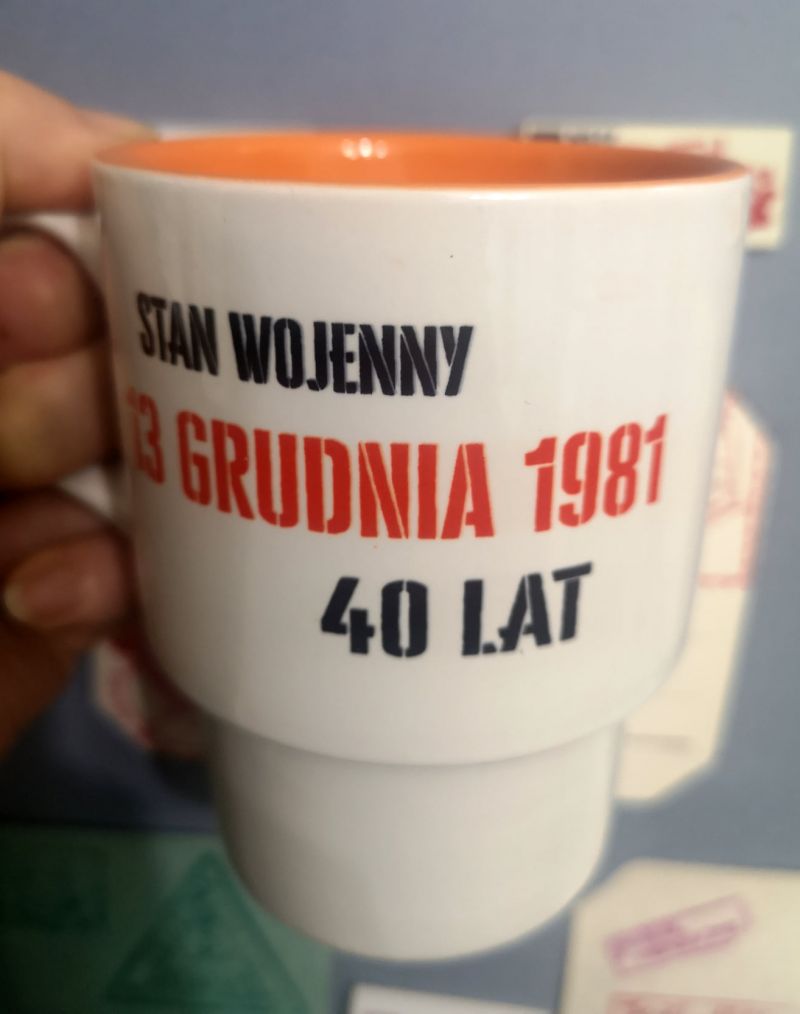 STAN WOJENNY
13 GRUDNIA 1981
40 LAT